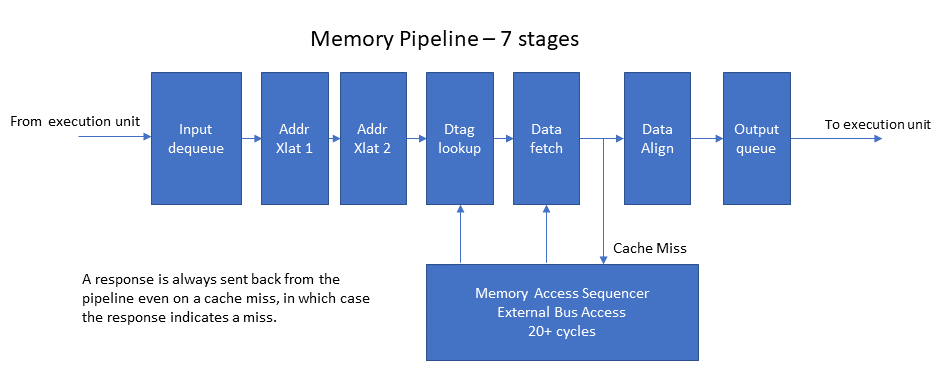 Memory Pipeline – 7 stages
From execution unit
Input
dequeue
Addr
Xlat 1
Addr
Xlat 2
Dtag
lookup
Data
fetch
Data
Align
Output
queue
To execution unit
Cache Miss
A response is always sent back from the
pipeline even on a cache miss, in which case
the response indicates a miss.
Memory Access Sequencer
External Bus Access
20+ cycles